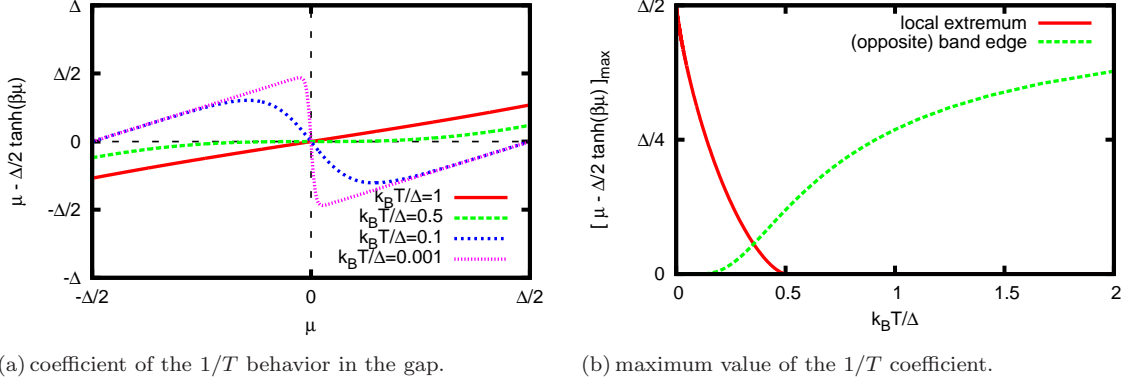 Δ
Δ/2
0
-Δ/2
-Δ
μ - Δ/2 tanh(βμ)
k_BT/Δ=1
k_BT/Δ=0.5
k_BT/Δ=0.1
k_BT/Δ=0.001
-Δ/2
0
Δ/2
μ
(a) coefficient of the 1/T behavior in the gap.
Δ/2
Δ/4
0
[ μ - Δ/2 tanh(βμ) ]_max
local extremum
(opposite) band edge
0
0.5
1
1.5
2
k_BT/Δ
(b) maximum value of the 1/T coefficient.